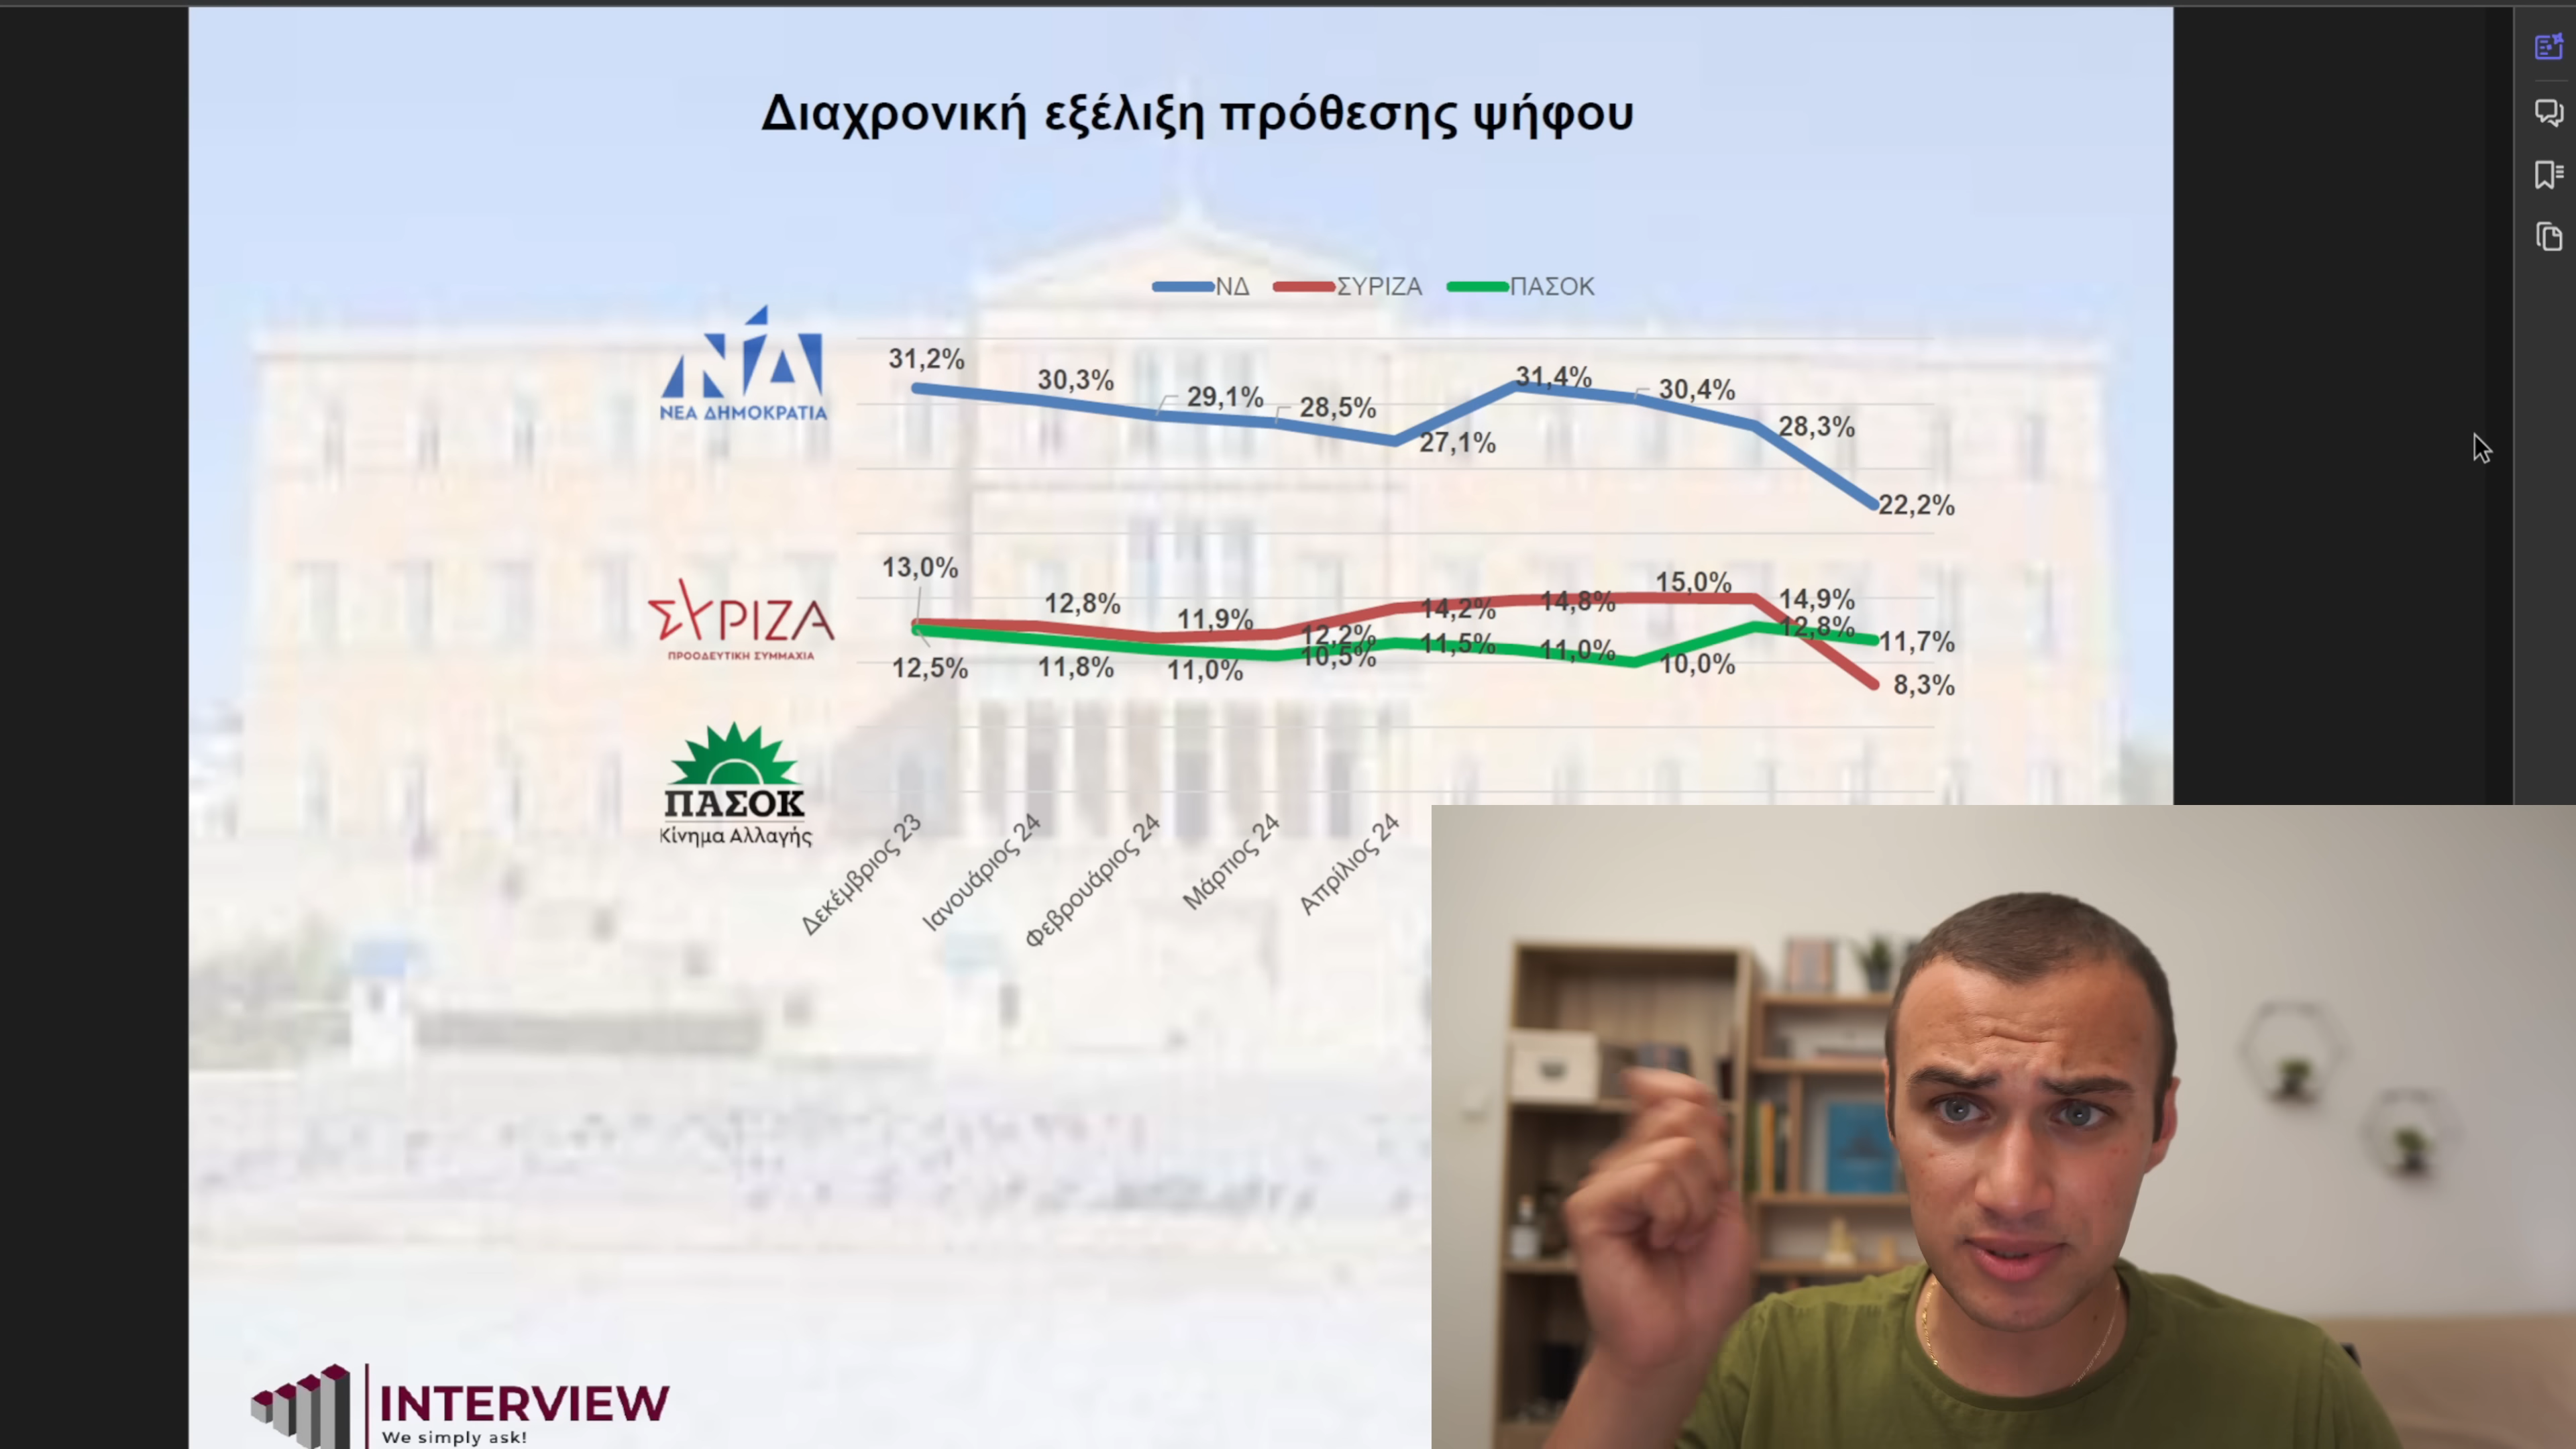 Διαχρονική εξέλιξη πρόθεσης ψήφου
ΝΔ ΣΥΡΙΖΑ ΠΑΣΟΚ
ΝΔ
ΝΕΑ ΔΗΜΟΚΡΑΤΙΑ
31,2% 30,3% 29,1% 28,5% 27,1% 31,4% 30,4% 28,3% 22,2%
ΣΥΡΙΖΑ
ΠΡΟΟΔΕΥΤΙΚΗ ΣΥΜΜΑΧΙΑ
13,0% 12,8% 11,9% 12,2% 14,2% 14,8% 15,0% 14,9% 8,3%
12,5% 11,8% 11,0% 10,5% 11,5% 11,0% 10,0% 12,8% 11,7%
ΠΑΣΟΚ
Κίνημα Αλλαγής
Δεκέμβριος 23
Ιανουάριος 24
Φεβρουάριος 24
Μάρτιος 24
Απρίλιος 24
INTERVIEW
We simply ask!